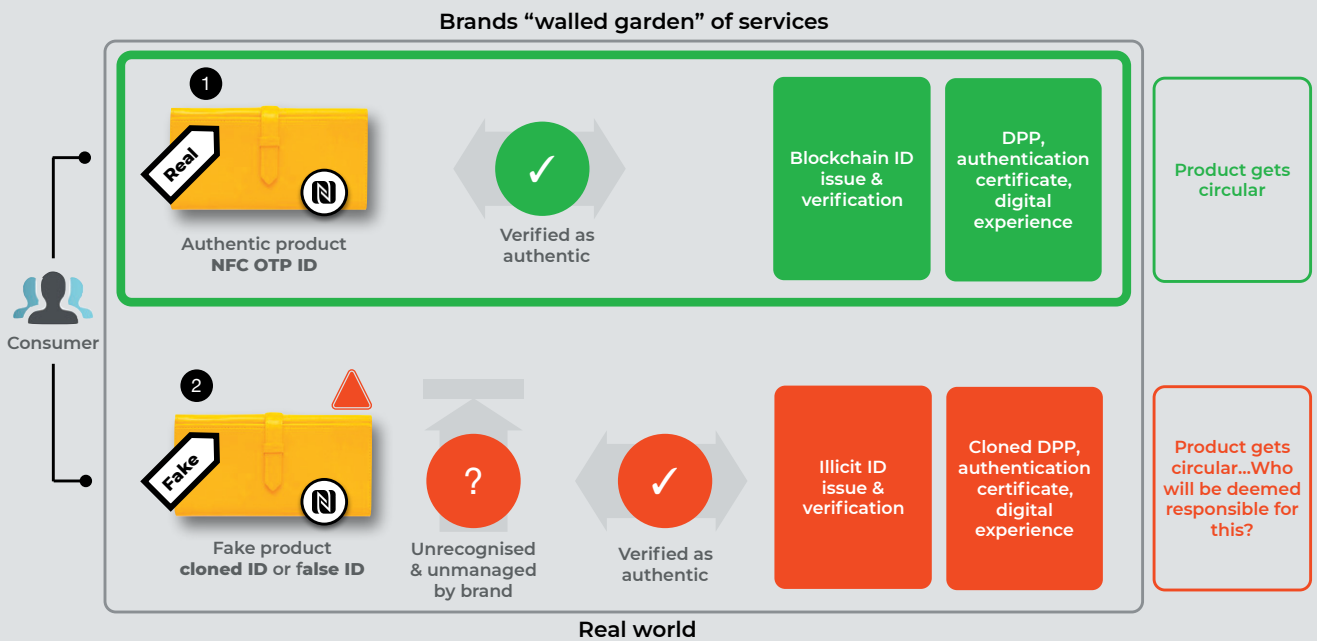 Brands “walled garden” of services
1
Real
Authentic product
NFC OTP ID
Verified as
authentic
Blockchain ID
issue &
verification
DPP,
authentication
certificate,
digital
experience
Product gets
circular
Consumer
2
Fake
Fake product
cloned ID or false ID
?
Unrecognised
& unmanaged
by brand
Verified as
authentic
Illicit ID
issue &
verification
Cloned DPP,
authentication
certificate,
digital
experience
Product gets
circular...Who
will be deemed
responsible for
this?
Real world